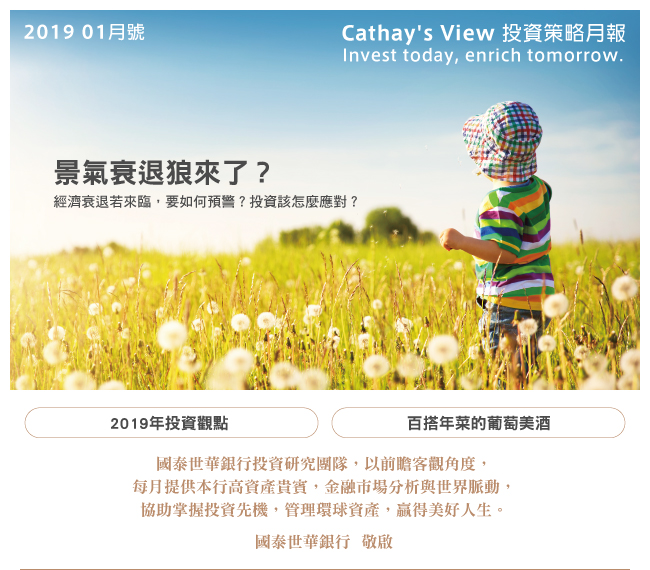 2019 01月號
Cathay's View 投資策略月報
Invest today, enrich tomorrow.
景氣衰退狼來了？
經濟衰退若來臨，要如何預警？投資該怎麼應對？
2019年投資觀點
百搭年菜的葡萄美酒
國泰世華銀行投資研究團隊，以前瞻客觀角度，
每月提供本行高資產貴賓，金融市場分析與世界脈動，
協助掌握投資先機，管理環球資產，贏得美好人生。
國泰世華銀行 敬啟